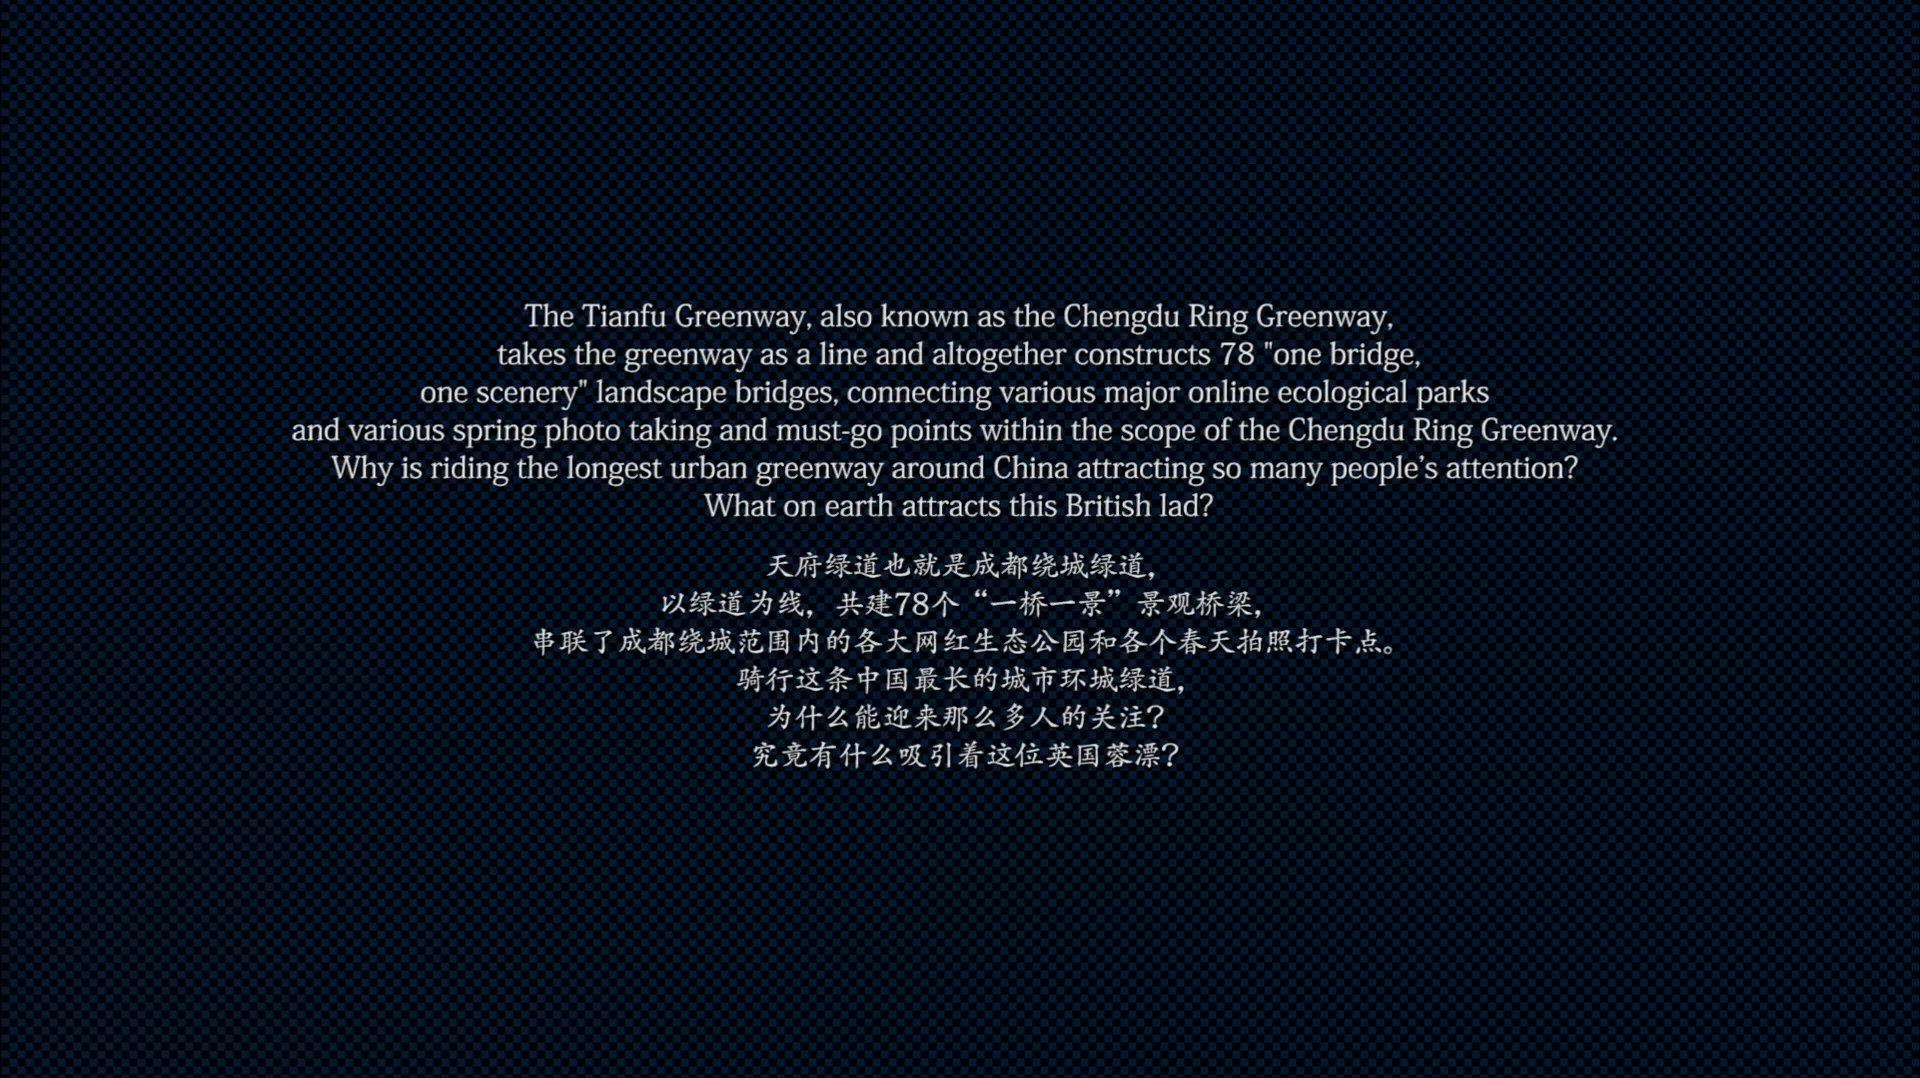 The Tianfu Greenway, also known as the Chengdu Ring Greenway,
takes the greenway as a line and altogether constructs 78 "one bridge,
one scenery" landscape bridges, connecting various major online ecological parks
and various spring photo taking and must-go points within the scope of the Chengdu Ring Greenway.
Why is riding the longest urban greenway around China attracting so many people’s attention?
What on earth attracts this British lad?
天府绿道也就是成都绕城绿道，
以绿道为线，共建78个“一桥一景”景观桥梁，
串联了成都绕城范围内的各大网红生态公园和各个春天拍照打卡点。
骑行这条中国最长的城市环城绿道，
为什么能迎来那么多人的关注？
究竟有什么吸引着这位英国蓉漂？